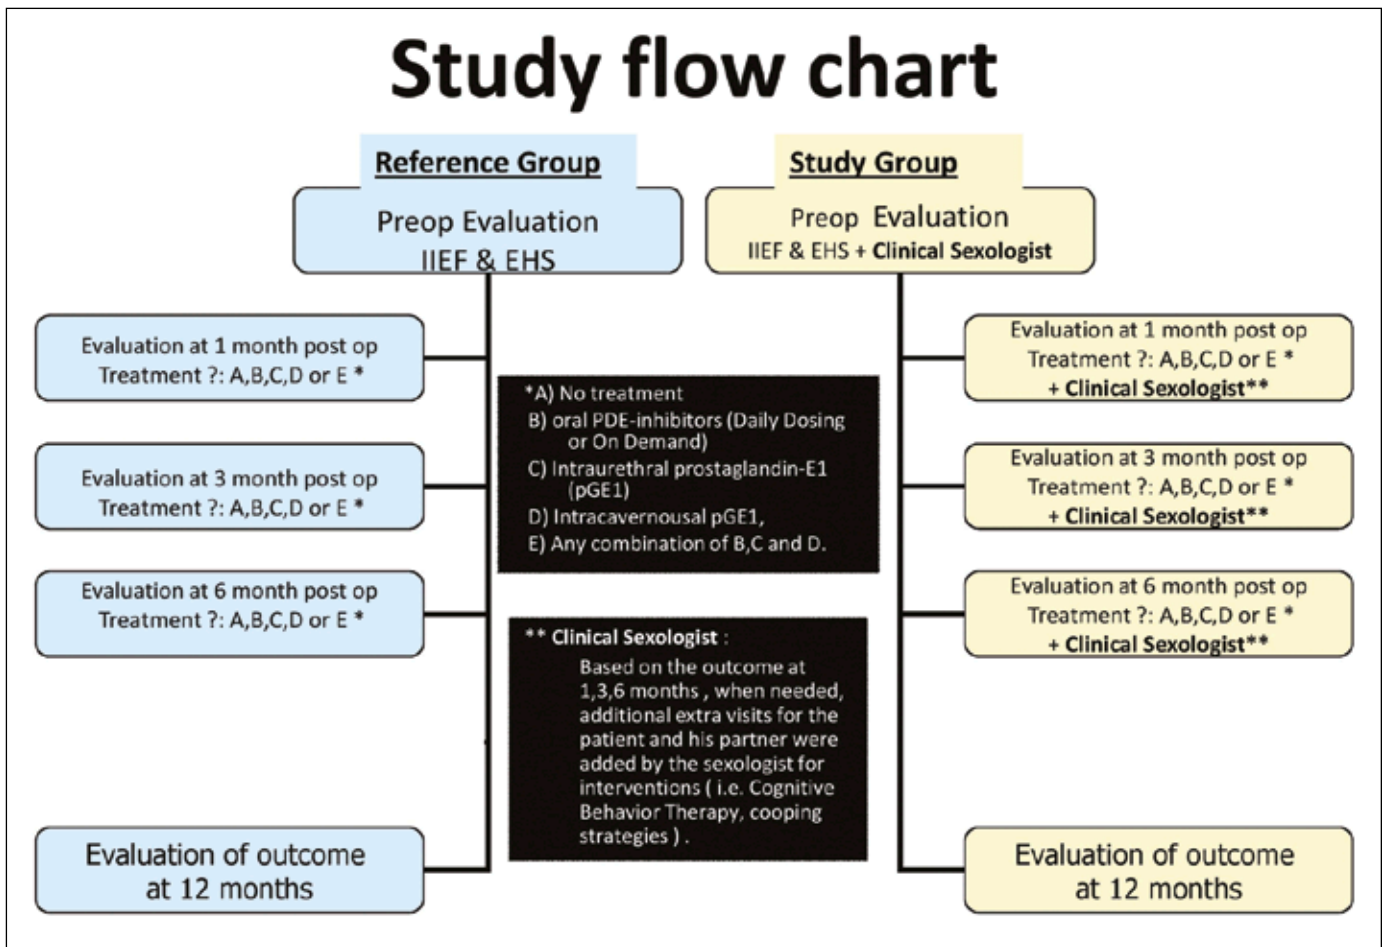 Study flow chart
Reference Group
Preop Evaluation
IIEF & EHS
Evaluation at 1 month post op
Treatment ?: A,B,C,D or E *
Evaluation at 3 month post op
Treatment ?: A,B,C,D or E *
Evaluation at 6 month post op
Treatment ?: A,B,C,D or E *
Evaluation of outcome
at 12 months
*A) No treatment
B) oral PDE-inhibitors (Daily Dosing
or On Demand)
C) Intraurethral prostaglandin-E1
(pGE1)
D) Intracavernousal pGE1,
E) Any combination of B,C and D.
** Clinical Sexologist :
Based on the outcome at
1,3,6 months , when needed,
additional extra visits for the
patient and his partner were
added by the sexologist for
interventions ( i.e. Cognitive
Behavior Therapy, cooping
strategies ) .
Study Group
Preop Evaluation
IIEF & EHS + Clinical Sexologist
Evaluation at 1 month post op
Treatment ?: A,B,C,D or E *
+ Clinical Sexologist**
Evaluation at 3 month post op
Treatment ?: A,B,C,D or E *
+ Clinical Sexologist**
Evaluation at 6 month post op
Treatment ?: A,B,C,D or E *
+ Clinical Sexologist**
Evaluation of outcome
at 12 months